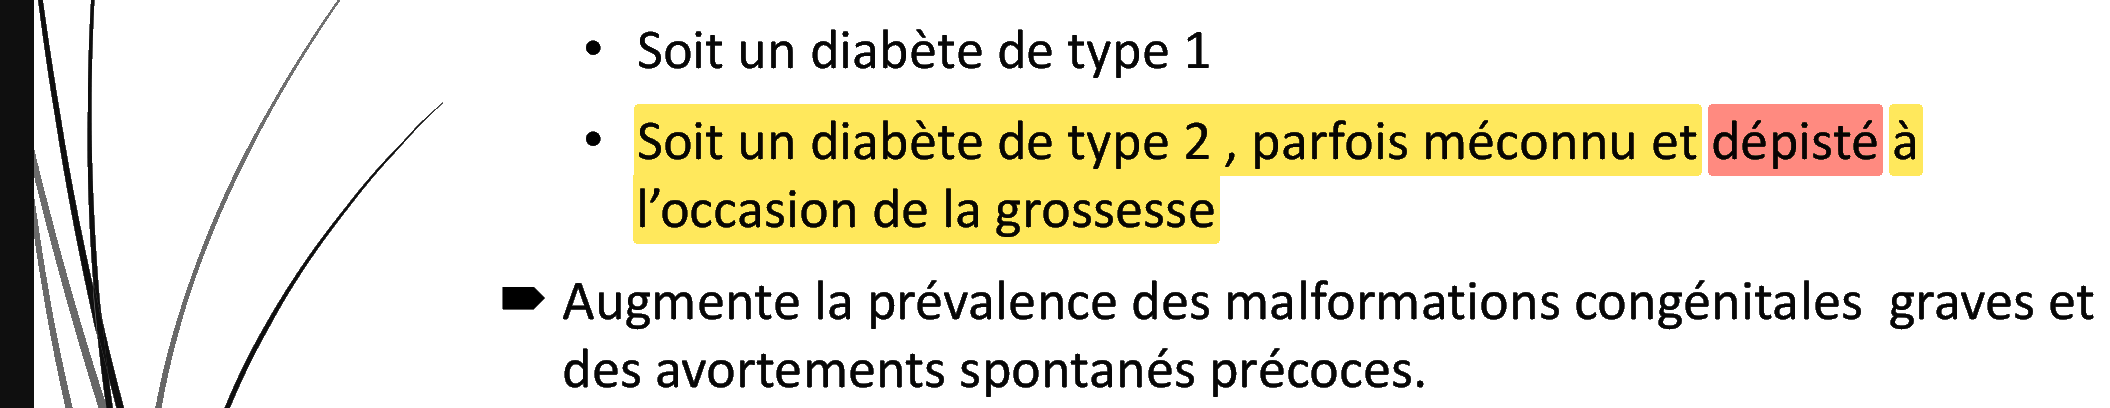 • Soit un diabète de type 1
• Soit un diabète de type 2 , parfois méconnu et dépisté à
l’occasion de la grossesse
Augmente la prévalence des malformations congénitales graves et
des avortements spontanés précoces.